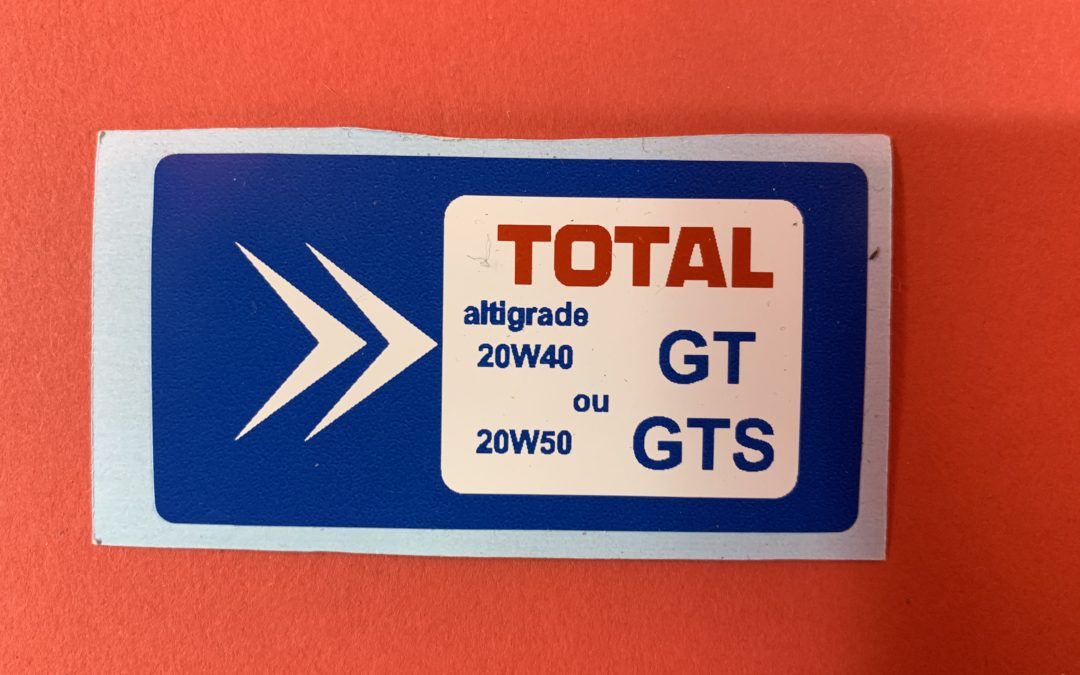 TOTAL
altigrade
20W40 GT
ou
20W50 GTS